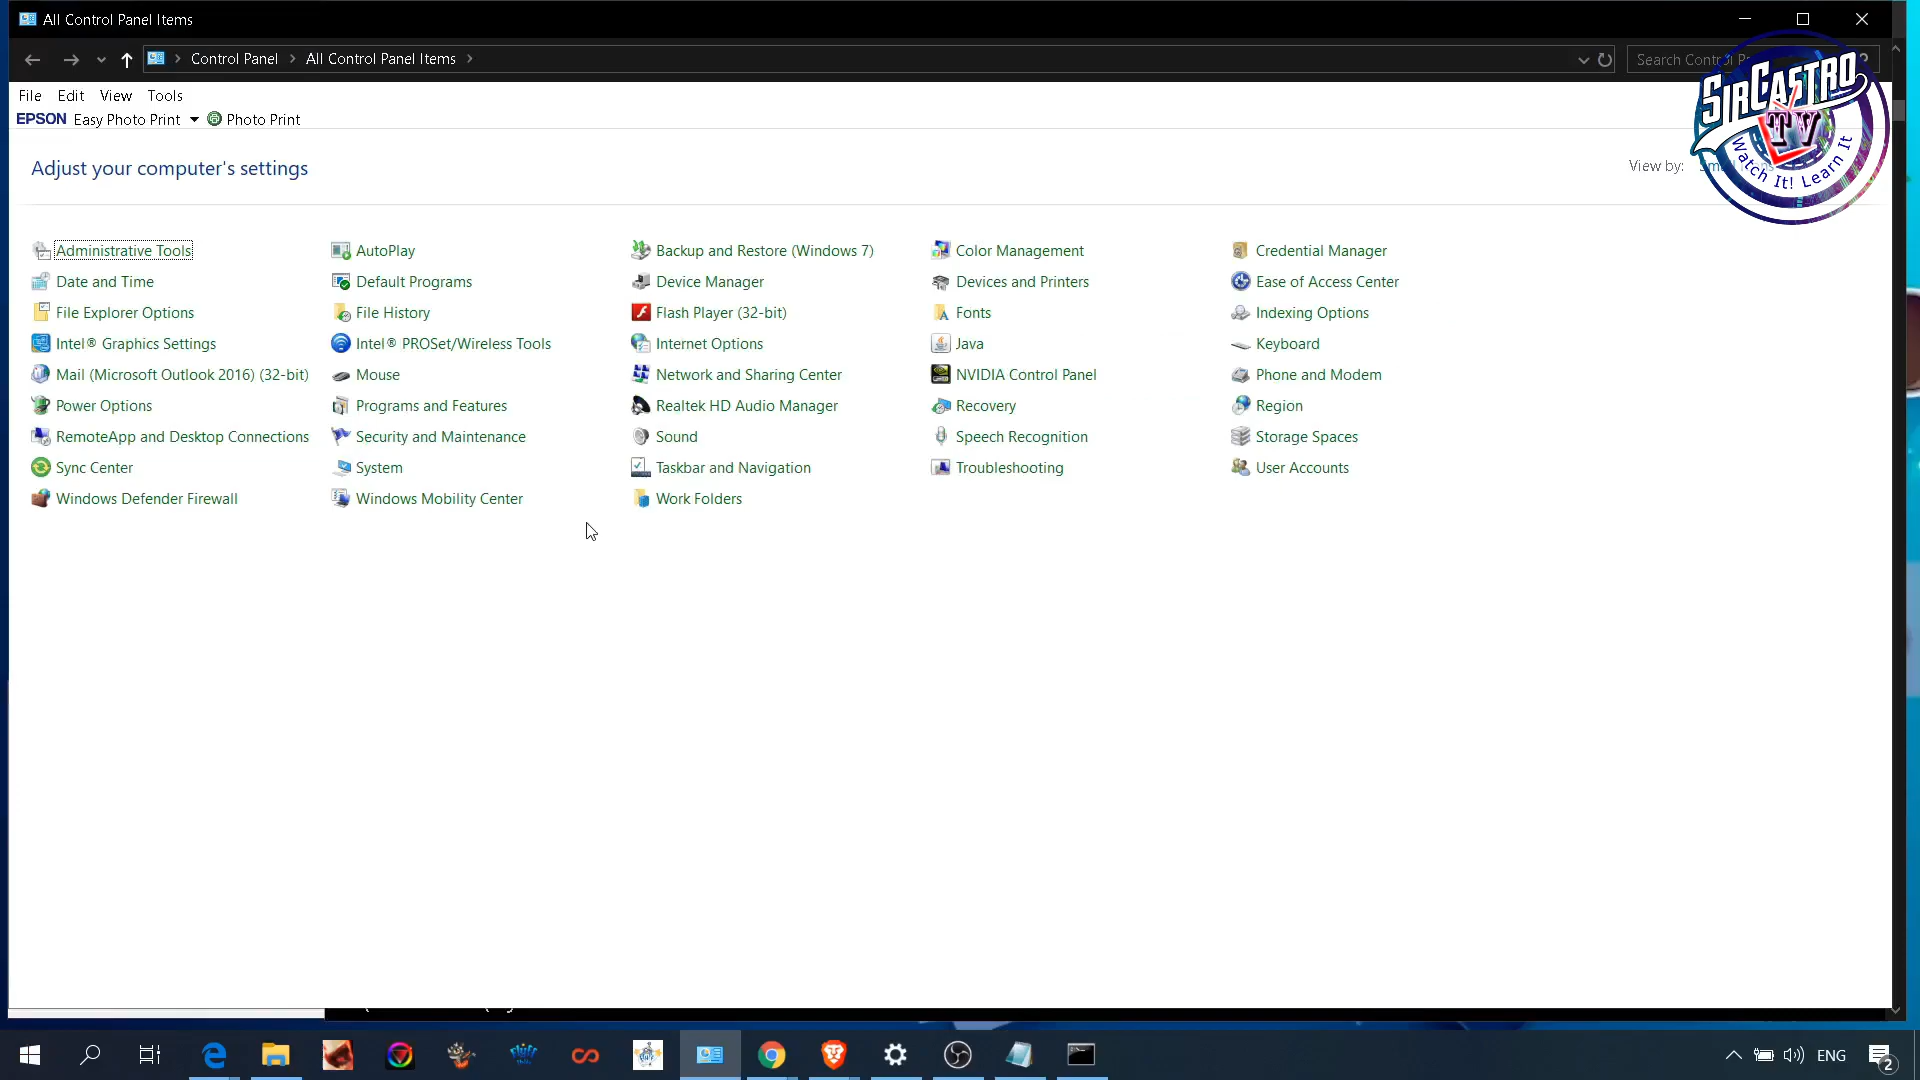 All Control Panel Items
Control Panel > All Control Panel Items >
Search Control P
File Edit View Tools
EPSON Easy Photo Print Photo Print
SIRCASTRO
TV
Watch It! Learn It
Adjust your computer's settings
View by:
Administrative Tools AutoPlay Backup and Restore (Windows 7) Color Management Credential Manager
Date and Time Default Programs Device Manager Devices and Printers Ease of Access Center
File Explorer Options File History Flash Player (32-bit) Fonts Indexing Options
Intel® Graphics Settings Intel® PROSet/Wireless Tools Internet Options Java Keyboard
Mail (Microsoft Outlook 2016) (32-bit) Mouse Network and Sharing Center NVIDIA Control Panel Phone and Modem
Power Options Programs and Features Realtek HD Audio Manager Recovery Region
RemoteApp and Desktop Connections Security and Maintenance Sound Speech Recognition Storage Spaces
Sync Center System Taskbar and Navigation Troubleshooting User Accounts
Windows Defender Firewall Windows Mobility Center Work Folders
ENG
2